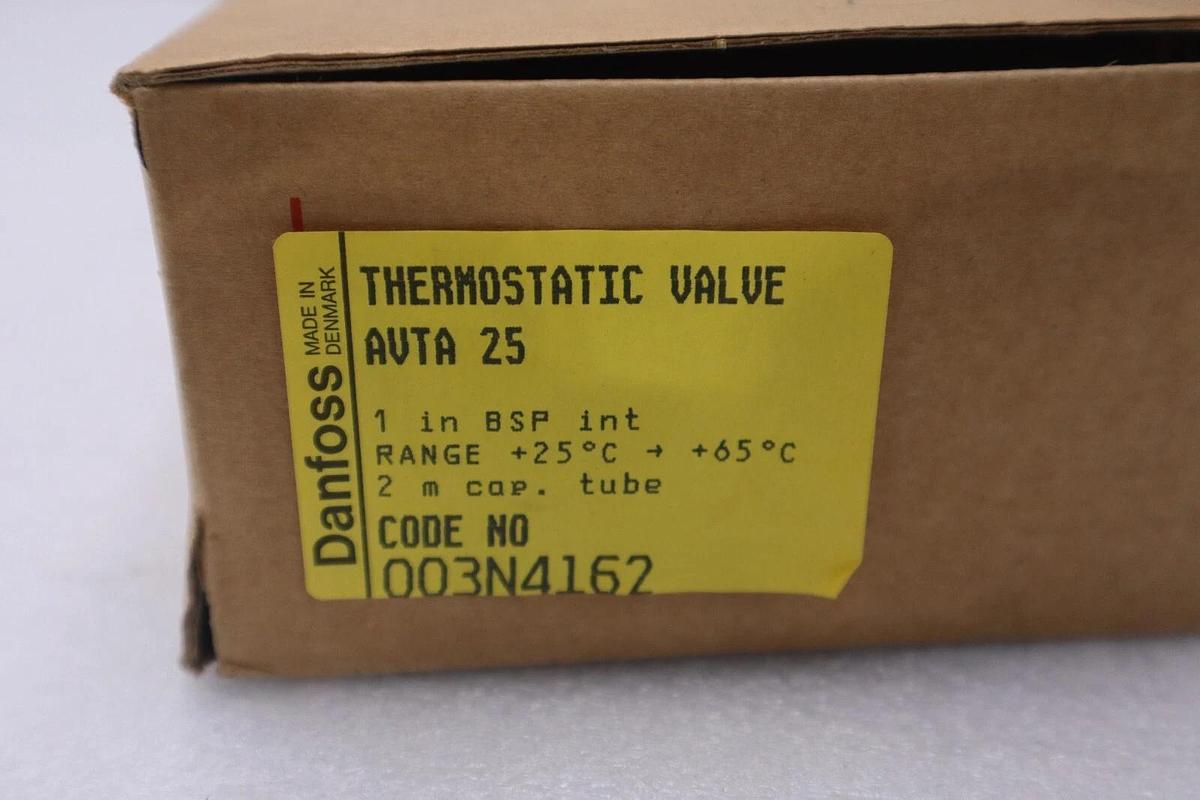 Danfoss
MADE IN
DENMARK
THERMOSTATIC VALVE
AVTA 25
1 in BSP int
RANGE +25°C → +65°C
2 m cap. tube
CODE NO
003N4162